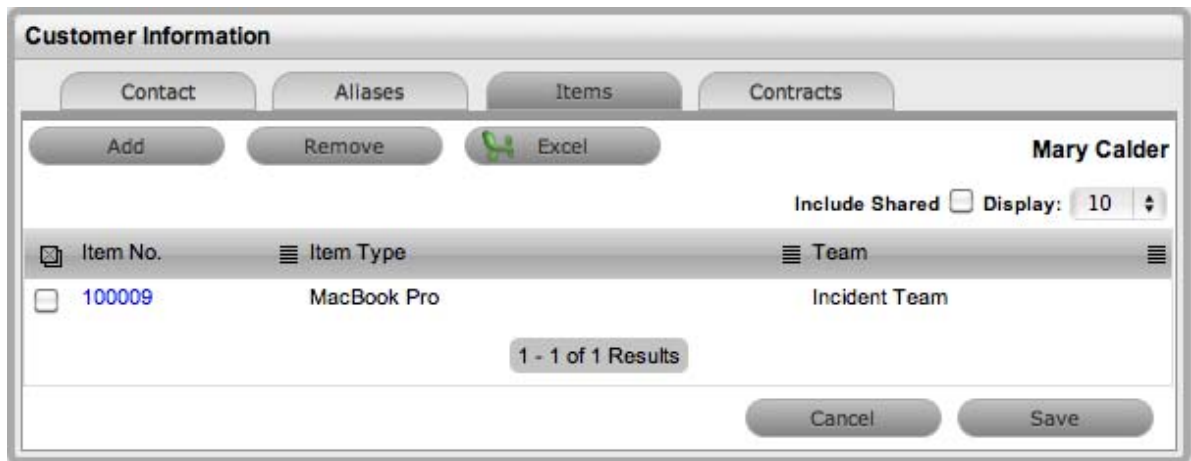 Customer Information
Contact Aliases Items Contracts
Add Remove Excel Mary Calder
Include Shared Display: 10
Item No. Item Type Team
100009 MacBook Pro Incident Team
1 - 1 of 1 Results
Cancel Save